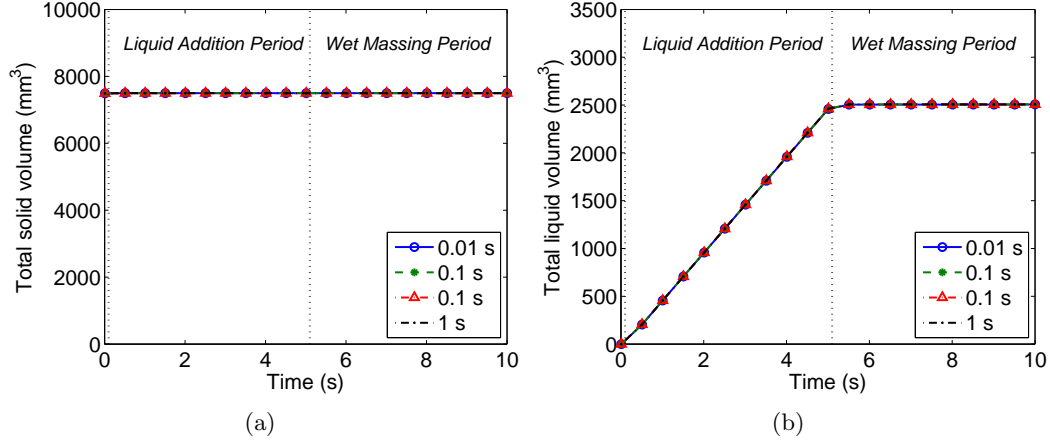 10000
8000
6000
4000
2000
0
Total solid volume (mm³)
Liquid Addition Period
Wet Massing Period
0.01 s
0.1 s
0.1 s
1 s
0 2 4 6 8 10
Time (s)
(a)
3500
3000
2500
2000
1500
1000
500
0
Total liquid volume (mm³)
Liquid Addition Period
Wet Massing Period
0.01 s
0.1 s
0.1 s
1 s
0 2 4 6 8 10
Time (s)
(b)